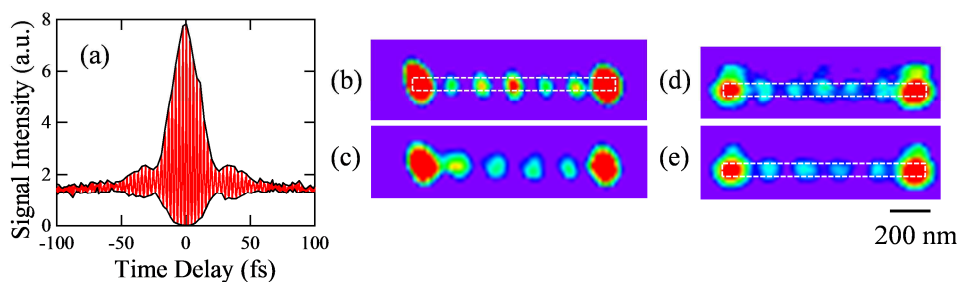 8
6
4
2
0
Signal Intensity (a.u.)
(a)
-100
-50
0
50
100
Time Delay (fs)
(b)
(c)
(d)
(e)
200 nm